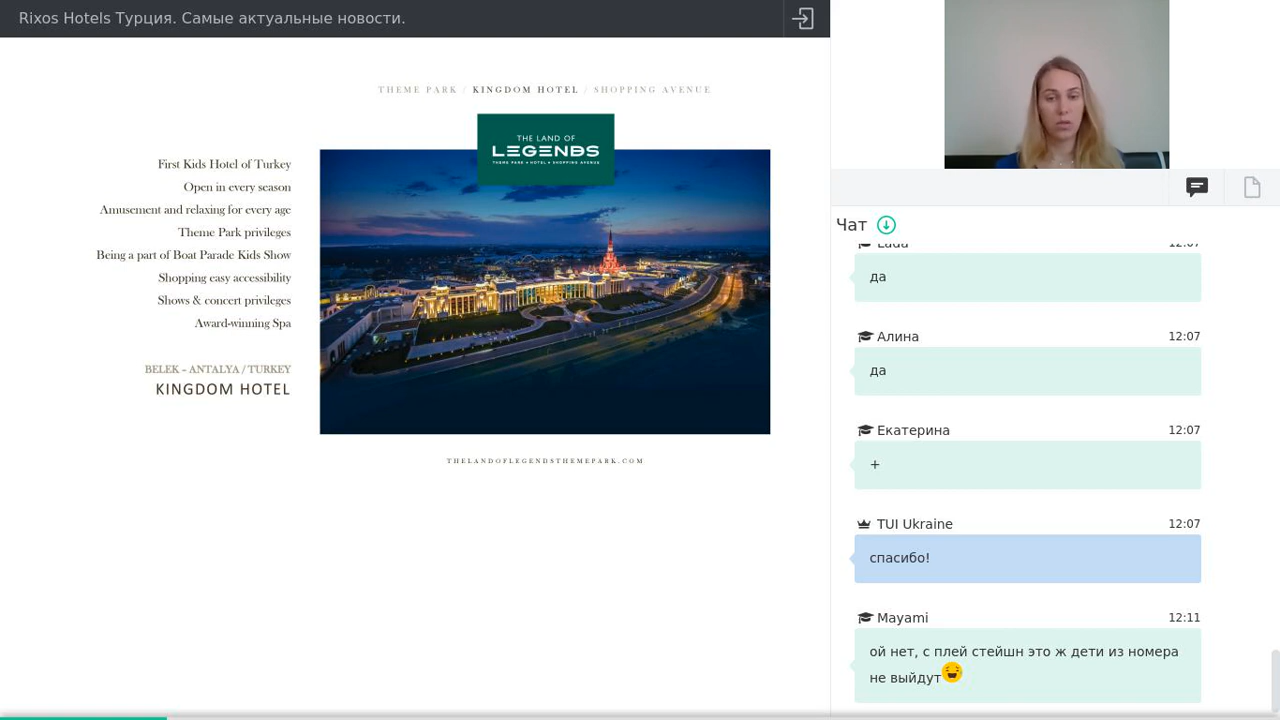 Rixos Hotels Турция. Самые актуальные новости.
THEME PARK / KINGDOM HOTEL / SHOPPING AVENUE
THE LAND OF
LEGENDS
THEME PARK • HOTEL • SHOPPING AVENUE
First Kids Hotel of Turkey
Open in every season
Amusement and relaxing for every age
Theme Park privileges
Being a part of Boat Parade Kids Show
Shopping easy accessibility
Shows & concert privileges
Award-winning Spa
BELEK – ANTALYA / TURKEY
KINGDOM HOTEL
THELANDOFLEGENDSTHEMEPARK.COM
Чат
Lada 12:07
да
Алина 12:07
да
Екатерина 12:07
+
TUI Ukraine 12:07
спасибо!
Mayami 12:11
ой нет, с плей стейшн это ж дети из номера
не выйдут